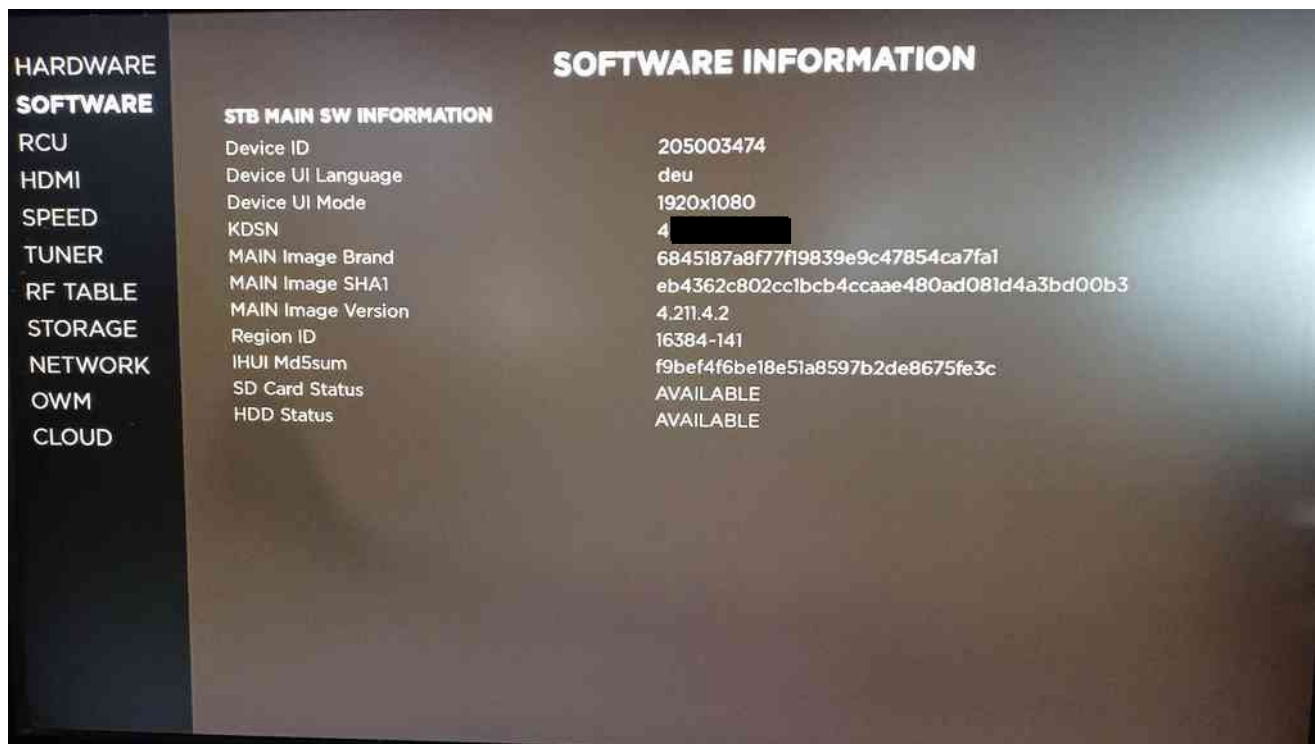 HARDWARE
SOFTWARE
RCU
HDMI
SPEED
TUNER
RF TABLE
STORAGE
NETWORK
OWM
CLOUD
SOFTWARE INFORMATION
STB MAIN SW INFORMATION
Device ID 205003474
Device UI Language deu
Device UI Mode 1920x1080
KDSN 4
MAIN Image Brand 6845187a8f77f19839e9c47854ca7fa1
MAIN Image SHA1 eb4362c802cc1bcb4ccaae480ad081d4a3bd00b3
MAIN Image Version 4.211.4.2
Region ID 16384-141
IHUI Md5sum f9bef4f6be18e51a8597b2de8675fe3c
SD Card Status AVAILABLE
HDD Status AVAILABLE